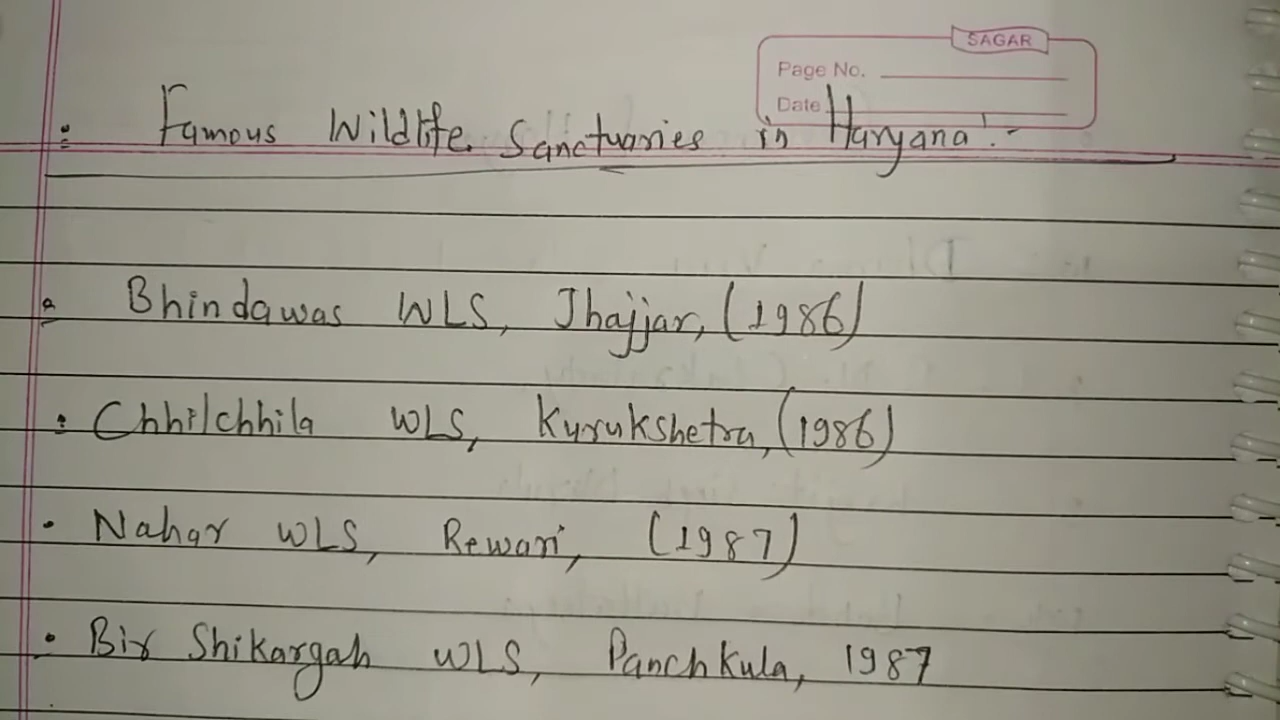 SAGAR
Page No.
Date
: Famous Wildlife Sanctuaries in Haryana:-
Bhindawas WLS, Jhajjar, (1986)
Chhilchhila WLS, Kurukshetra, (1986)
• Nahar WLS, Rewari, (1987)
• Bir Shikargah WLS, Panchkula, 1987